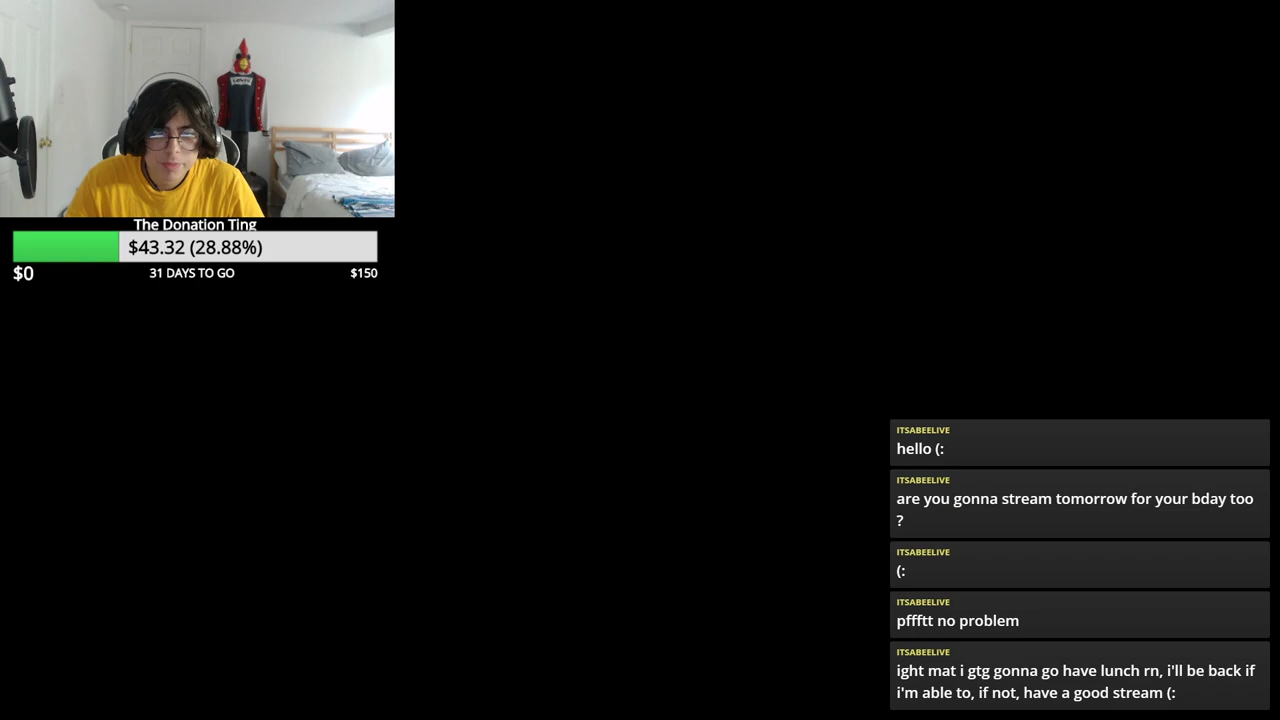 The Donation Ting
$43.32 (28.88%)
$0
31 DAYS TO GO
$150
ITSABEELIVE
hello (:
ITSABEELIVE
are you gonna stream tomorrow for your bday too
?
ITSABEELIVE
(:
ITSABEELIVE
pffftt no problem
ITSABEELIVE
ight mat i gtg gonna go have lunch rn, i'll be back if
i'm able to, if not, have a good stream (: